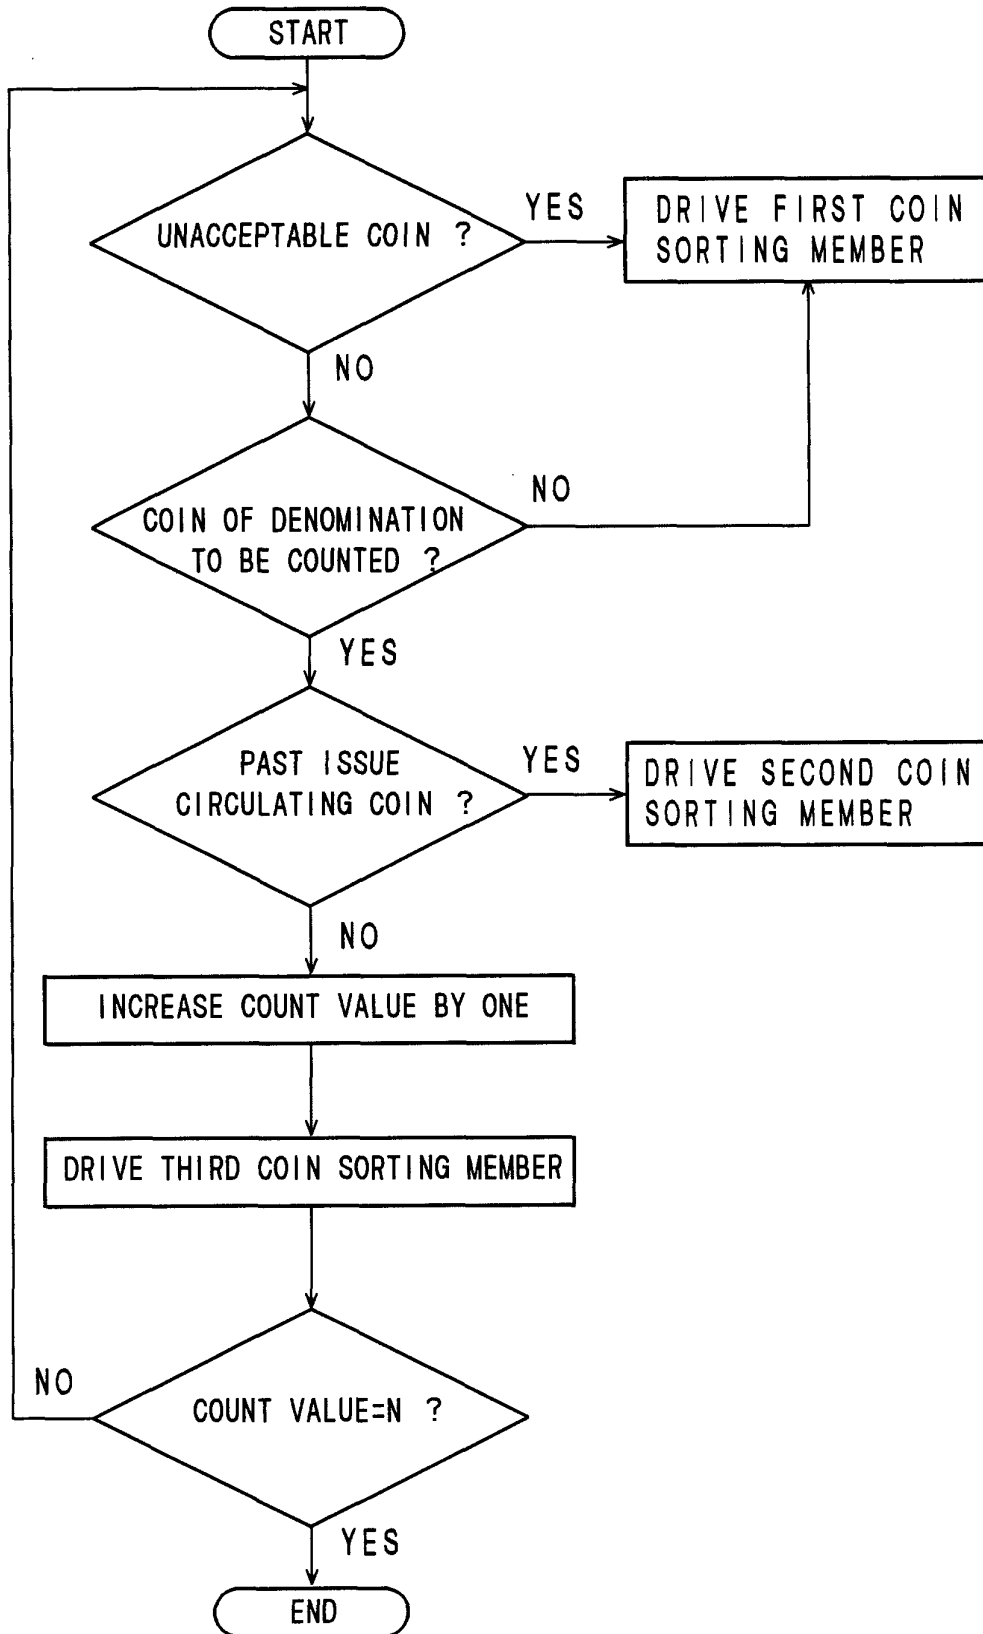 START
UNACCEPTABLE COIN ?
YES
DRIVE FIRST COIN
SORTING MEMBER
NO
COIN OF DENOMINATION
TO BE COUNTED ?
NO
YES
PAST ISSUE
CIRCULATING COIN ?
YES
DRIVE SECOND COIN
SORTING MEMBER
NO
INCREASE COUNT VALUE BY ONE
DRIVE THIRD COIN SORTING MEMBER
NO
COUNT VALUE=N ?
YES
END